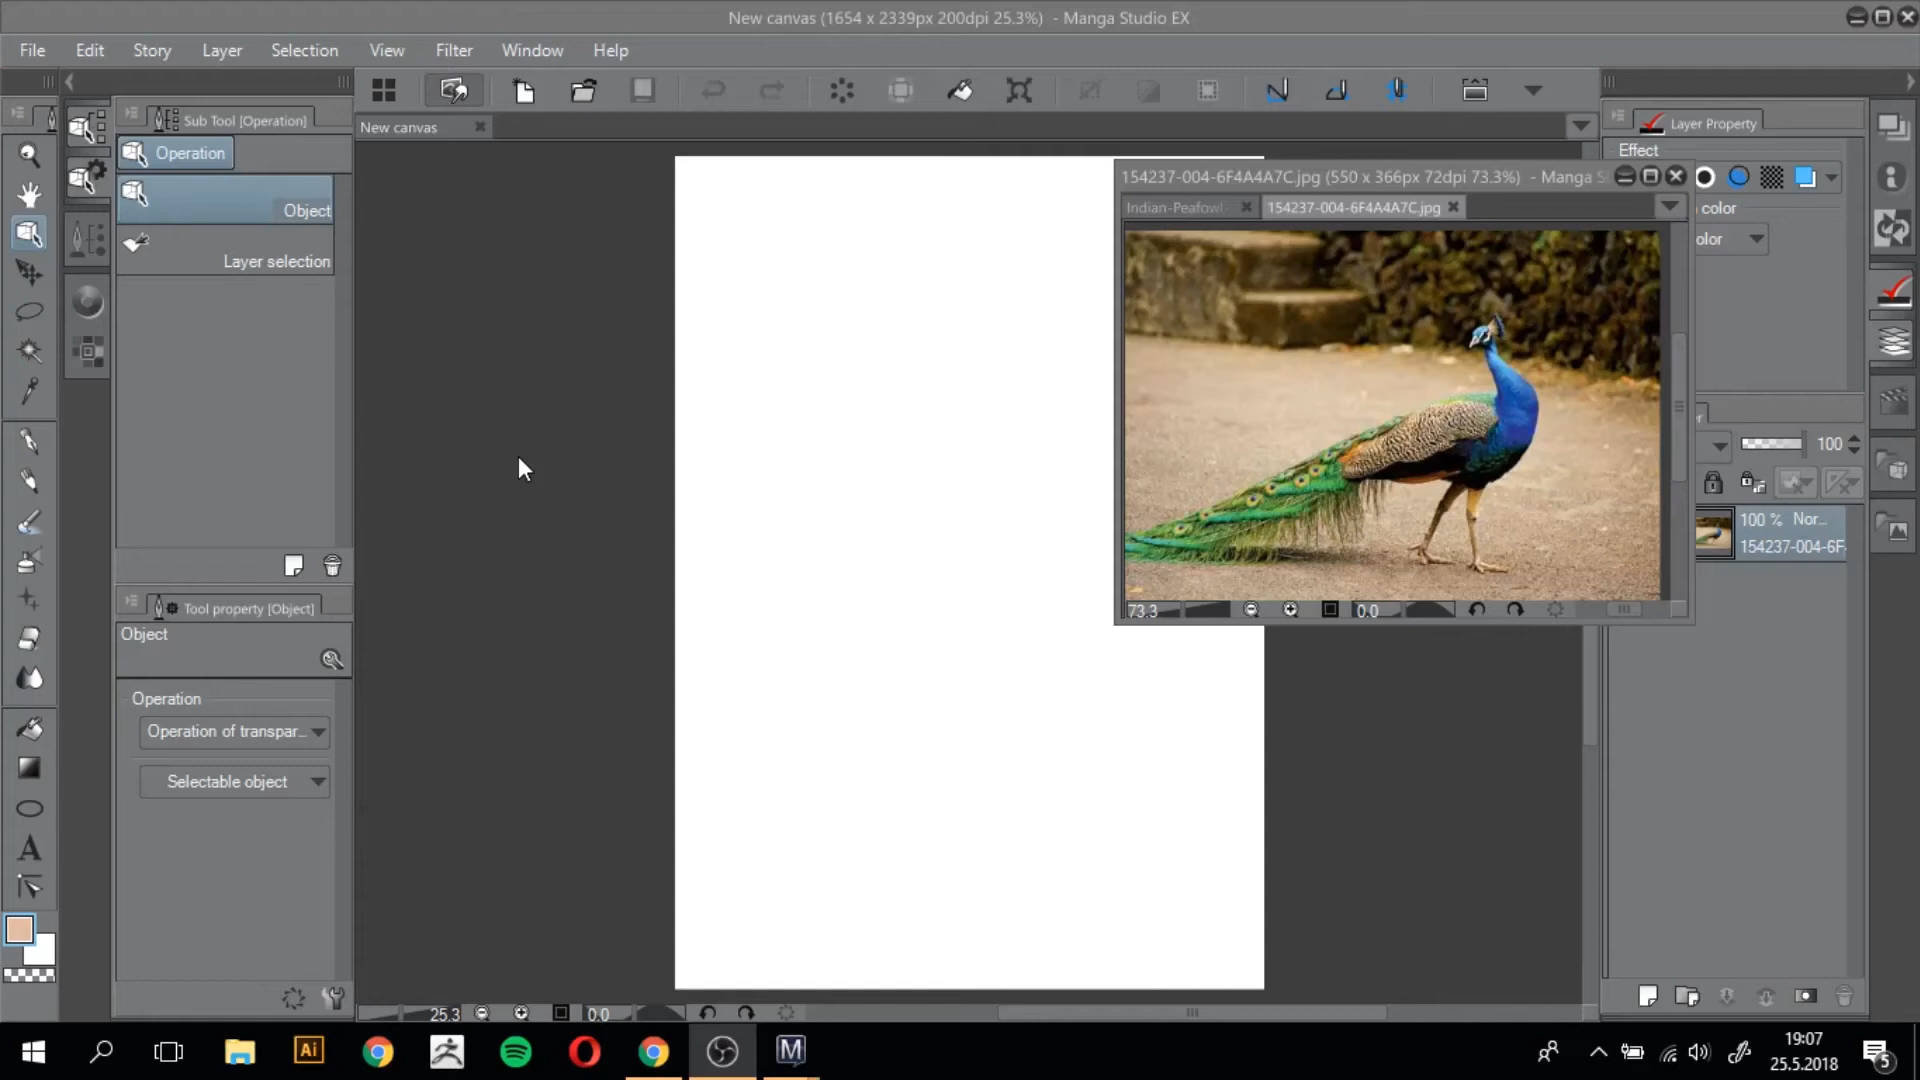 New canvas (1654 x 2339px 200dpi 25.3%) - Manga Studio EX
File Edit Story Layer Selection View Filter Window Help
Sub Tool [Operation]
New canvas
Layer Property
Operation
Effect
154237-004-6F4A4A7C.jpg (550 x 366px 72dpi 73.3%) - Manga S
Indian-Peafowl- 154237-004-6F4A4A7C.jpg
color
Object
olor
Layer selection
100
100 % Nor...
154237-004-6F
73.3 0.0
Tool property [Object]
Object
Operation
Operation of transpar...
Selectable object
A
25.3 0.0
Ai
M
19:07
25.5.2018
5